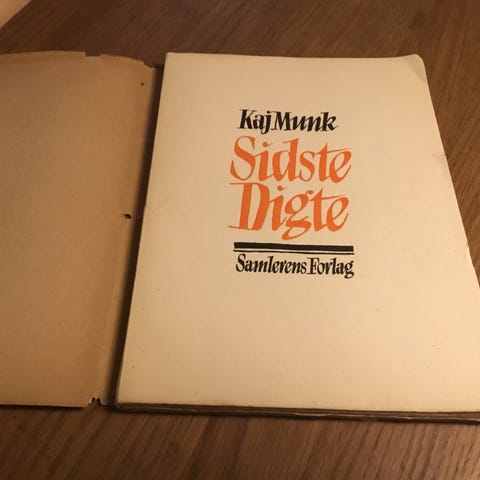 Kaj Munk
Sidste
Digte
Samlerens Forlag